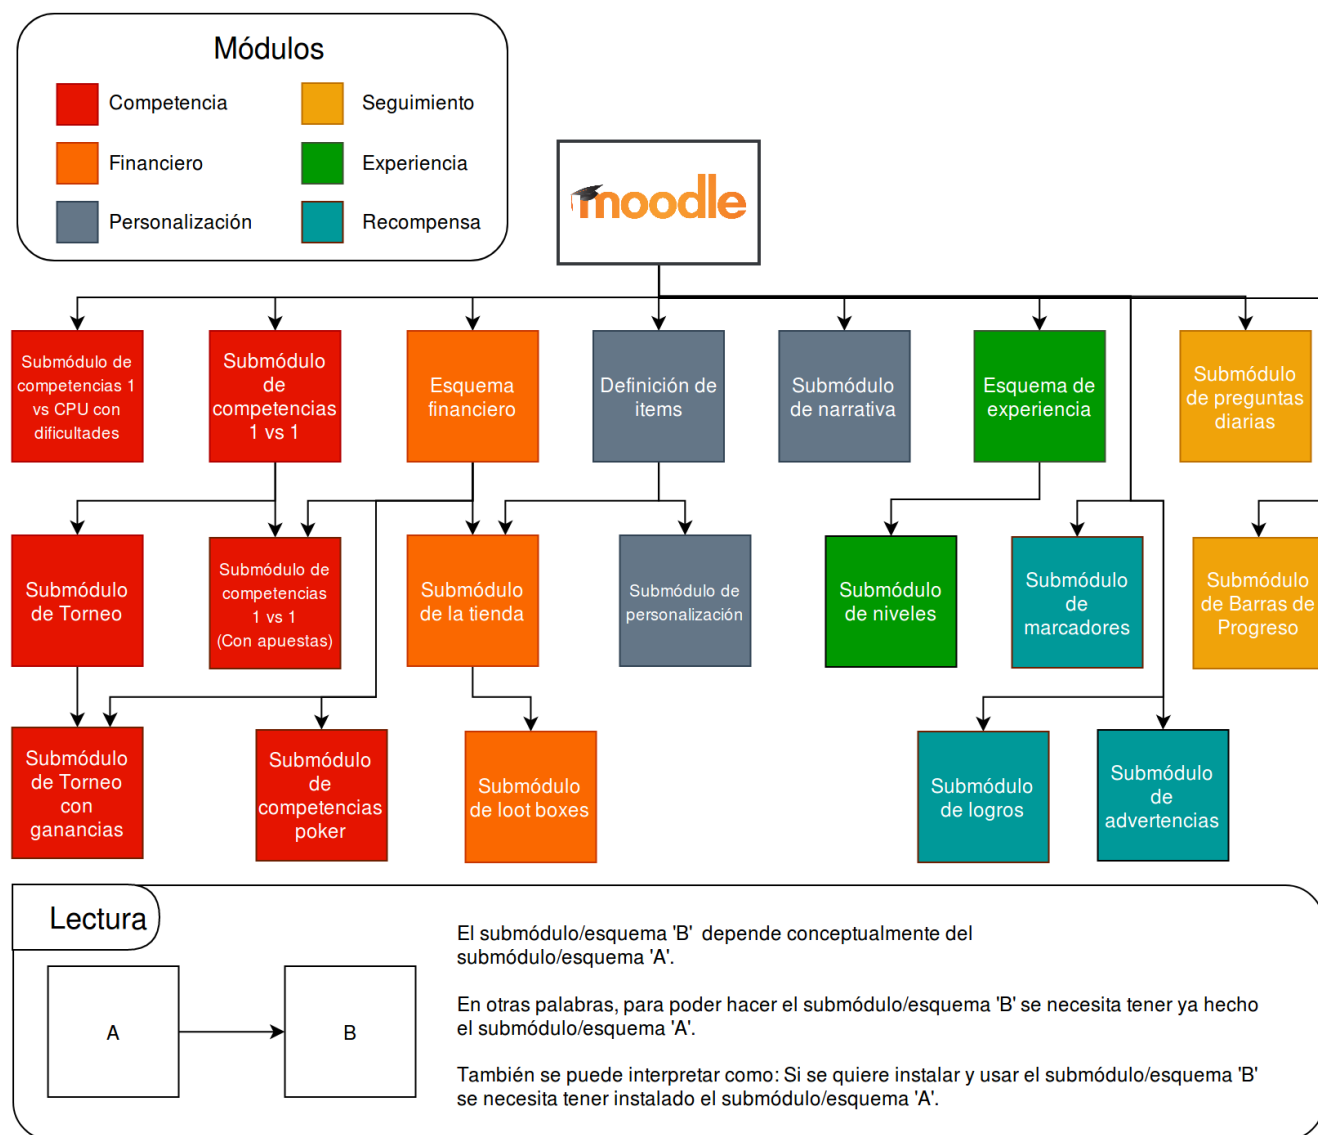 Módulos
Competencia
Seguimiento
Financiero
Experiencia
Personalización
Recompensa
moodle
Submódulo de
competencias 1
vs CPU con
dificultades
Submódulo
de
competencias
1 vs 1
Esquema
financiero
Definición de
items
Submódulo
de narrativa
Esquema de
experiencia
Submódulo
de preguntas
diarias
Submódulo
de Torneo
Submódulo de
competencias
1 vs 1
(Con apuestas)
Submódulo
de la tienda
Submódulo de
personalización
Submódulo
de niveles
Submódulo
de
marcadores
Submódulo
de Barras de
Progreso
Submódulo
de Torneo
con
ganancias
Submódulo
de
competencias
poker
Submódulo
de loot boxes
Submódulo
de logros
Submódulo
de
advertencias
Lectura
A
B
El submódulo/esquema 'B' depende conceptualmente del
submódulo/esquema 'A'.
En otras palabras, para poder hacer el submódulo/esquema 'B' se necesita tener ya hecho
el submódulo/esquema 'A'.
También se puede interpretar como: Si se quiere instalar y usar el submódulo/esquema 'B'
se necesita tener instalado el submódulo/esquema 'A'.